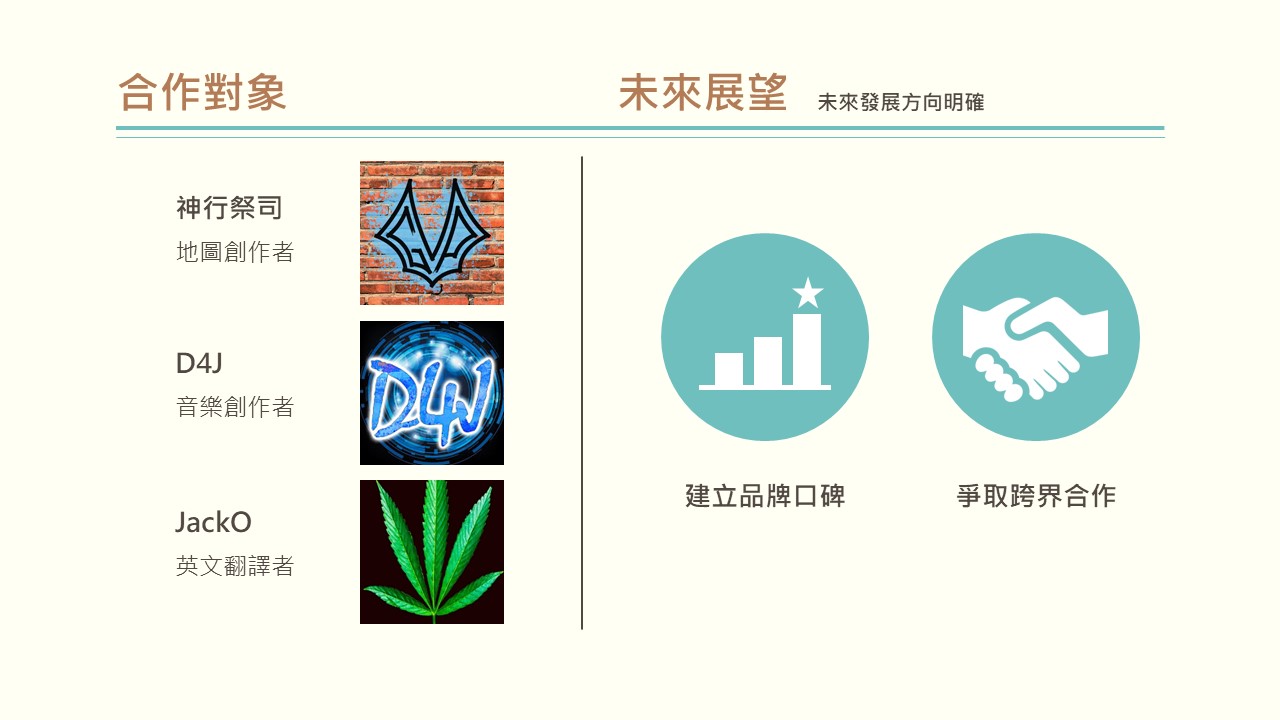 合作對象
未來展望 未來發展方向明確
神行祭司
地圖創作者
D4J
音樂創作者
D4J
JackO
英文翻譯者
建立品牌口碑
爭取跨界合作